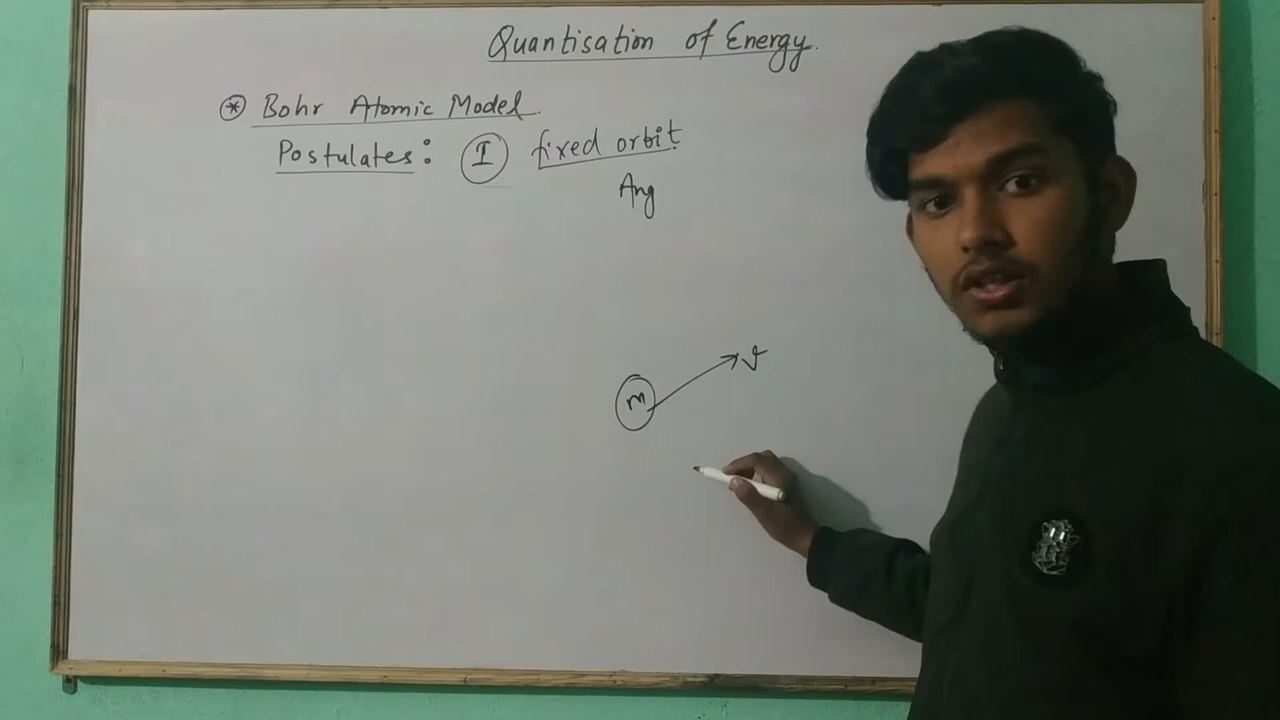 Quantisation of Energy.
* Bohr Atomic Model.
Postulates: I fixed orbit
Ang
m v